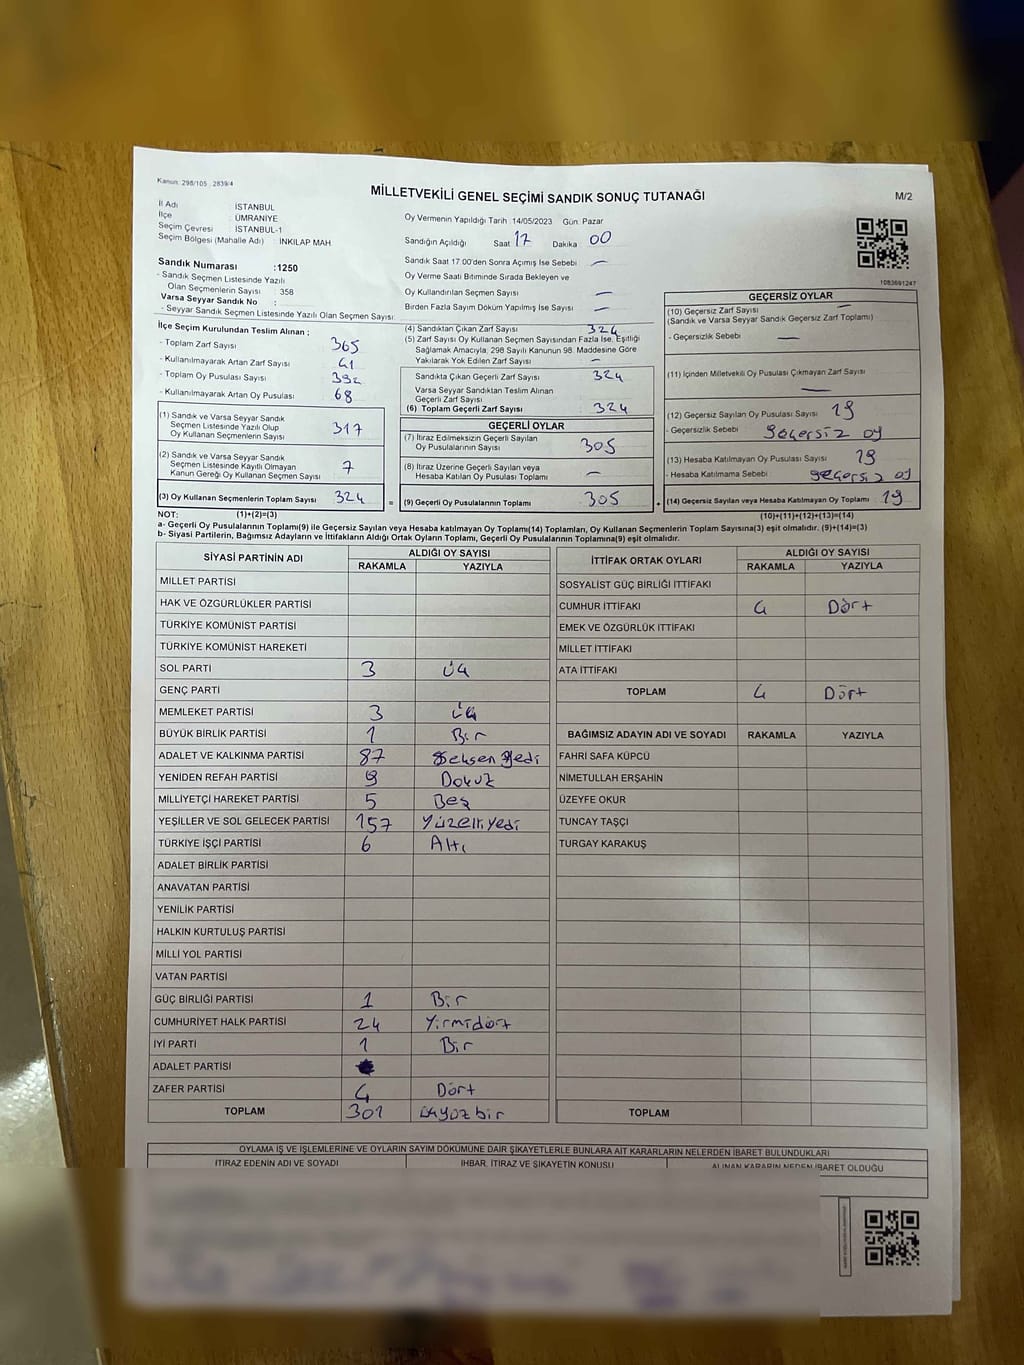 Kanun: 298/105 2839/4
MİLLETVEKİLİ GENEL SEÇİMİ SANDIK SONUÇ TUTANAĞI
M/2
İl Adı İSTANBUL
İlçe ÜMRANİYE
Seçim Çevresi İSTANBUL-1
Seçim Bölgesi (Mahalle Adı) : İNKILAP MAH.
Sandık Numarası :1250
- Sandık Seçmen Listesinde Yazılı
Olan Seçmenlerin Sayısı : 358
Varsa Seyyar Sandık No :
- Seyyar Sandık Seçmen Listesinde Yazılı Olan Seçmen Sayısı:
Oy Vermenin Yapıldığı Tarih :14/05/2023 Gün: Pazar
Sandığın Açıldığı Saat 17 Dakika 00
Sandık Saat 17.00'den Sonra Açımış İse Sebebi —
Oy Verme Saati Bitiminde Sırada Bekleyen ve
Oy Kullandırılan Seçmen Sayısı —
Birden Fazla Sayım Döküm Yapılmış İse Sayısı —
1083691247
İlçe Seçim Kurulundan Teslim Alınan ;
- Toplam Zarf Sayısı 365
- Kullanılmayarak Artan Zarf Sayısı 41
- Toplam Oy Pusulası Sayısı 392
- Kullanılmayarak Artan Oy Pusulası 68
(1) Sandık ve Varsa Seyyar Sandık
Seçmen Listesinde Yazılı Olup
Oy Kullanan Seçmenlerin Sayısı 317
(2) Sandık ve Varsa Seyyar Sandık
Seçmen Listesinde Kayıtlı Olmayan
Kanun Gereği Oy Kullanan Seçmen Sayısı 7
(3) Oy Kullanan Seçmenlerin Toplam Sayısı 324
(4) Sandıktan Çıkan Zarf Sayısı 324
(5) Zarf Sayısı Oy Kullanan Seçmen Sayısından Fazla İse, Eşitliği
Sağlamak Amacıyla; 298 Sayılı Kanunun 98. Maddesine Göre
Yakılarak Yok Edilen Zarf Sayısı —
Sandıkta Çıkan Geçerli Zarf Sayısı 324
Varsa Seyyar Sandıktan Teslim Alınan
Geçerli Zarf Sayısı
(6) Toplam Geçerli Zarf Sayısı 324
GEÇERLİ OYLAR
(7) İtiraz Edilmeksizin Geçerli Sayılan
Oy Pusulalarının Toplamı 305
(8) İtiraz Üzerine Geçerli Sayılan veya
Hesaba Katılan Oy Pusulası Toplamı —
= (9) Geçerli Oy Pusulalarının Toplamı 305 +
GEÇERSİZ OYLAR
(10) Geçersiz Zarf Sayısı —
(Sandık ve Varsa Seyyar Sandık Geçersiz Zarf Toplamı)
- Geçersizlik Sebebi —
(11) İçinden Milletvekili Oy Pusulası Çıkmayan Zarf Sayısı
—
(12) Geçersiz Sayılan Oy Pusulası Sayısı 19
- Geçersizlik Sebebi geçersiz oy
(13) Hesaba Katılmayan Oy Pusulası Sayısı 19
- Hesaba Katılmama Sebebi geçersiz oy
(14) Geçersiz Sayılan veya Hesaba Katılmayan Oy Toplamı 19
NOT: (1)+(2)=(3) (10)+(11)+(12)+(13)=(14)
a- Geçerli Oy Pusulalarının Toplamı(9) ile Geçersiz Sayılan veya Hesaba katılmayan Oy Toplamı(14) Toplamları, Oy Kullanan Seçmenlerin Toplam Sayısına(3) eşit olmalıdır. (9)+(14)=(3)
b- Siyasi Partilerin, Bağımsız Adayların ve İttifakların Aldığı Ortak Oyların Toplamı, Geçerli Oy Pusulalarının Toplamına(9) eşit olmalıdır.
SİYASİ PARTİNİN ADI ALDIĞI OY SAYISI
RAKAMLA YAZIYLA
MİLLET PARTİSİ
HAK VE ÖZGÜRLÜKLER PARTİSİ
TÜRKİYE KOMÜNİST PARTİSİ
TÜRKİYE KOMÜNİST HAREKETİ
SOL PARTİ 3 Üç
GENÇ PARTİ
MEMLEKET PARTİSİ 3 Üç
BÜYÜK BİRLİK PARTİSİ 1 Bir
ADALET VE KALKINMA PARTİSİ 87 Seksen Yedi
YENİDEN REFAH PARTİSİ 9 Dokuz
MİLLİYETÇİ HAREKET PARTİSİ 5 Beş
YEŞİLLER VE SOL GELECEK PARTİSİ 157 Yüzelliyedi
TÜRKİYE İŞÇİ PARTİSİ 6 Altı
ADALET BİRLİK PARTİSİ
ANAVATAN PARTİSİ
YENİLİK PARTİSİ
HALKIN KURTULUŞ PARTİSİ
MİLLİ YOL PARTİSİ
VATAN PARTİSİ
GÜÇ BİRLİĞİ PARTİSİ 1 Bir
CUMHURİYET HALK PARTİSİ 24 Yirmidört
İYİ PARTİ 1 Bir
ADALET PARTİSİ
ZAFER PARTİSİ 4 Dört
TOPLAM 301 üçyüzbir
İTTİFAK ORTAK OYLARI ALDIĞI OY SAYISI
RAKAMLA YAZIYLA
SOSYALİST GÜÇ BİRLİĞİ İTTİFAKI
CUMHUR İTTİFAKI 4 Dört
EMEK VE ÖZGÜRLÜK İTTİFAKI
MİLLET İTTİFAKI
ATA İTTİFAKI
TOPLAM 4 Dört
BAĞIMSIZ ADAYIN ADI VE SOYADI RAKAMLA YAZIYLA
FAHRİ SAFA KÜPCÜ
NİMETULLAH ERŞAHİN
ÜZEYFE OKUR
TUNCAY TAŞÇI
TURGAY KARAKUŞ
TOPLAM
OYLAMA İŞ VE İŞLEMLERİNE VE OYLARIN SAYIM DÖKÜMÜNE DAİR ŞİKAYETLERLE BUNLARA AİT KARARLARIN NELERDEN İBARET BULUNDUKLARI
İTİRAZ EDENİN ADI VE SOYADI İHBAR, İTİRAZ VE ŞİKAYETİN KONUSU ALINAN KARARIN NEDEN İBARET OLDUĞU